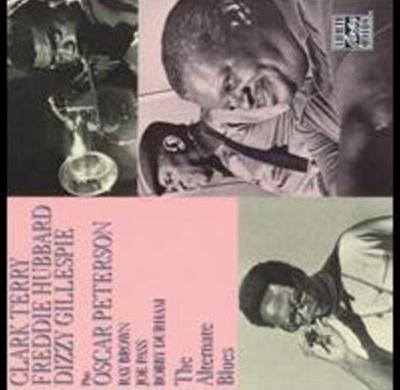 CLARK TERRY
FREDDIE HUBBARD
DIZZY GILLESPIE
Plus
OSCAR PETERSON
RAY BROWN
JOE PASS
BOBBY DURHAM
The
Alternate
Blues